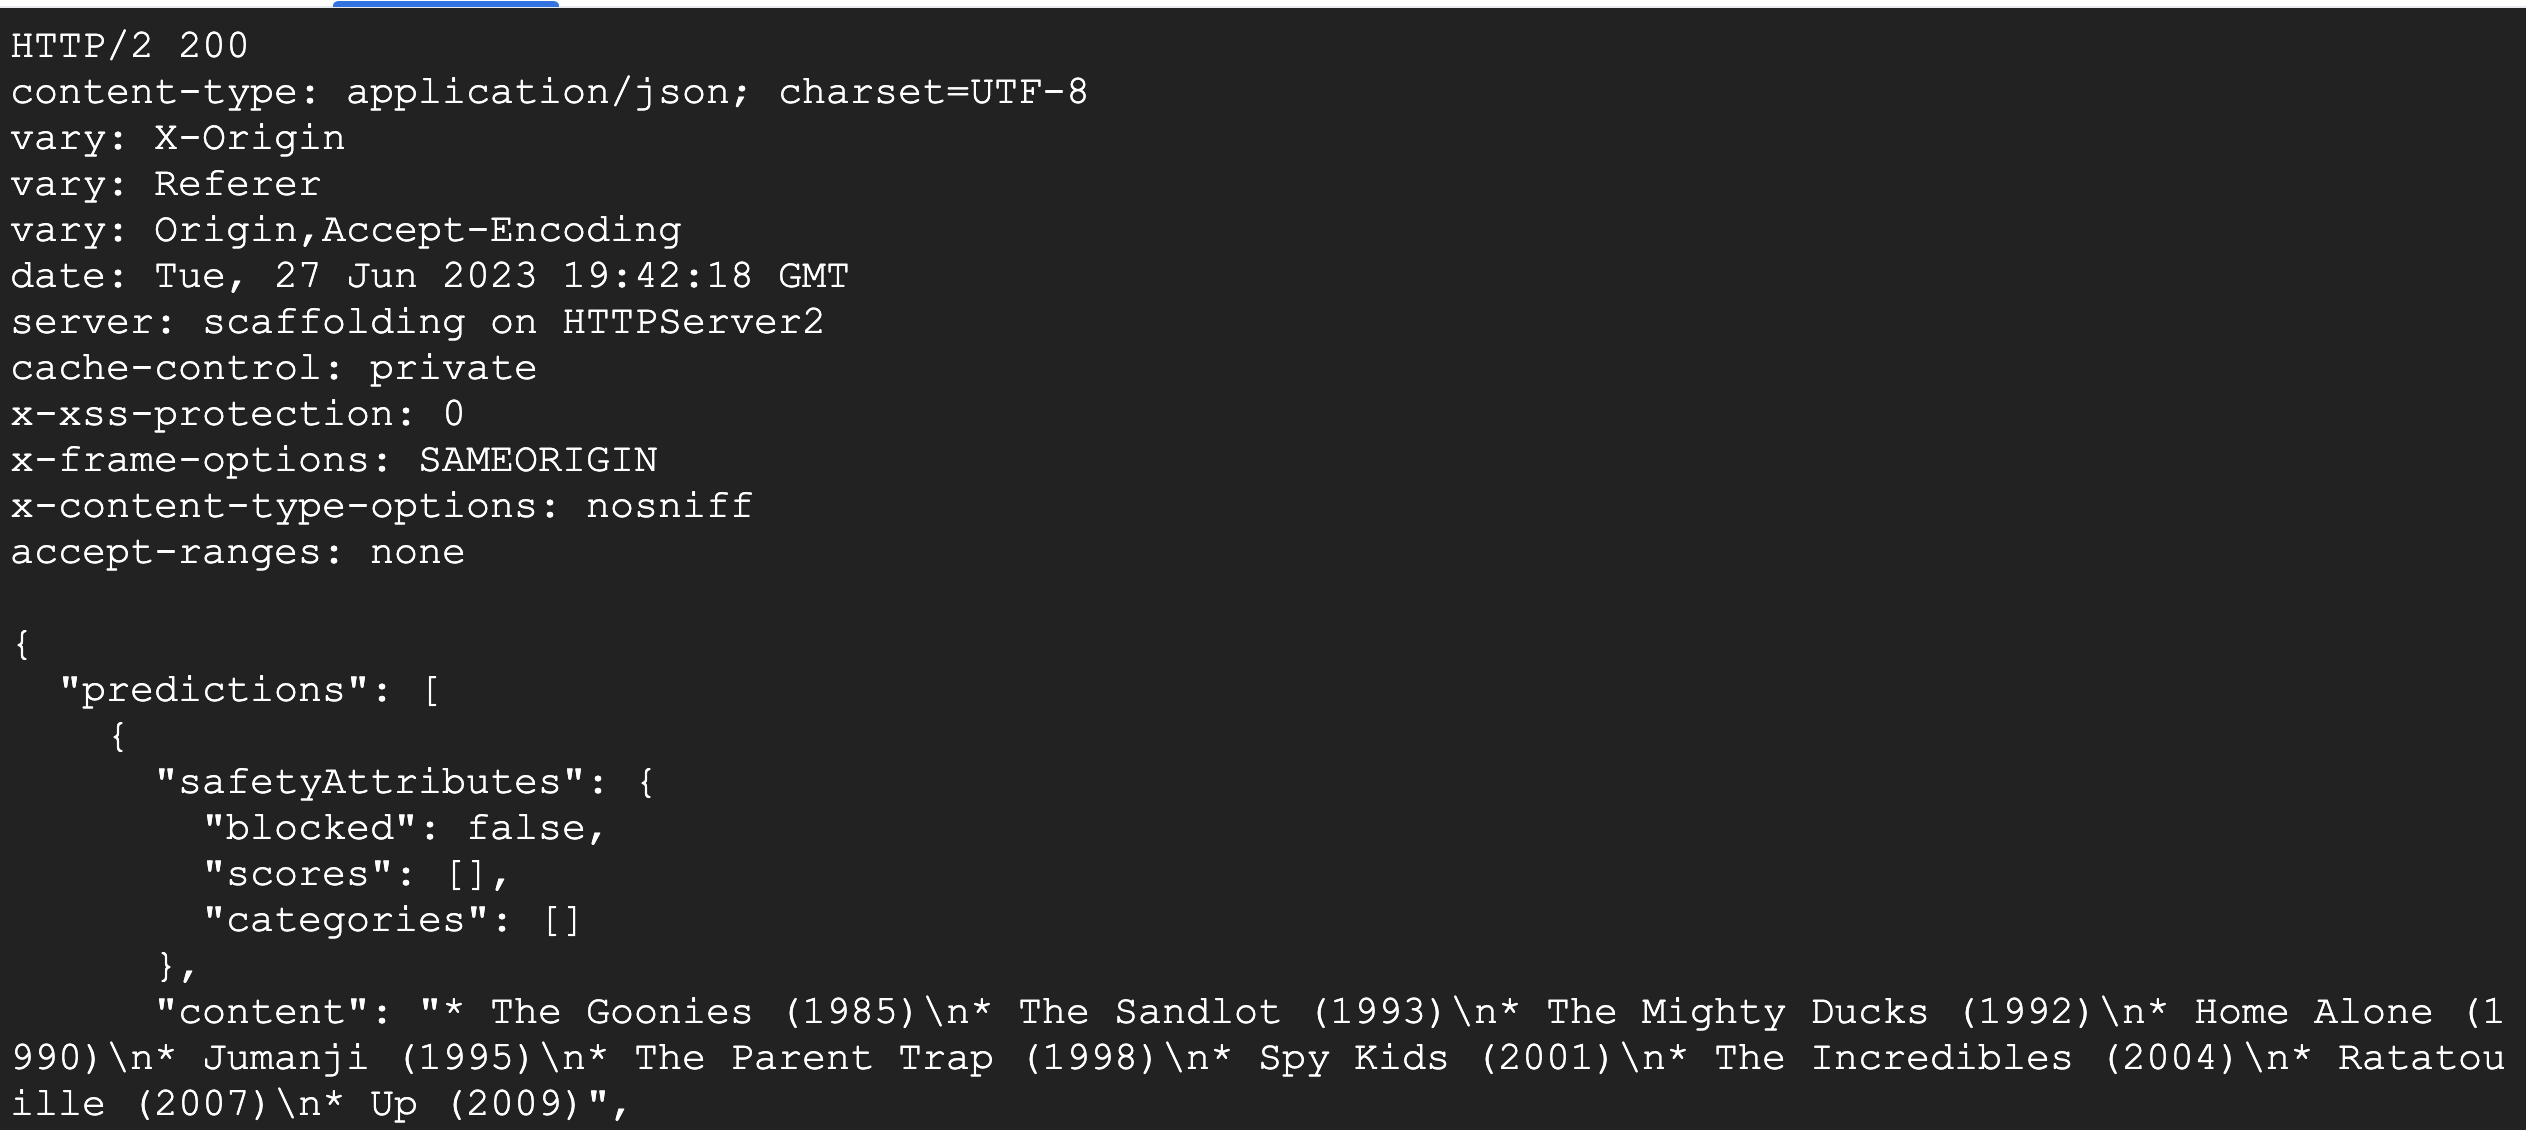 HTTP/2 200
content-type: application/json; charset=UTF-8
vary: X-Origin
vary: Referer
vary: Origin,Accept-Encoding
date: Tue, 27 Jun 2023 19:42:18 GMT
server: scaffolding on HTTPServer2
cache-control: private
x-xss-protection: 0
x-frame-options: SAMEORIGIN
x-content-type-options: nosniff
accept-ranges: none

{
  "predictions": [
    {
      "safetyAttributes": {
        "blocked": false,
        "scores": [],
        "categories": []
      },
      "content": "* The Goonies (1985)\n* The Sandlot (1993)\n* The Mighty Ducks (1992)\n* Home Alone (1
990)\n* Jumanji (1995)\n* The Parent Trap (1998)\n* Spy Kids (2001)\n* The Incredibles (2004)\n* Ratatou
ille (2007)\n* Up (2009)",